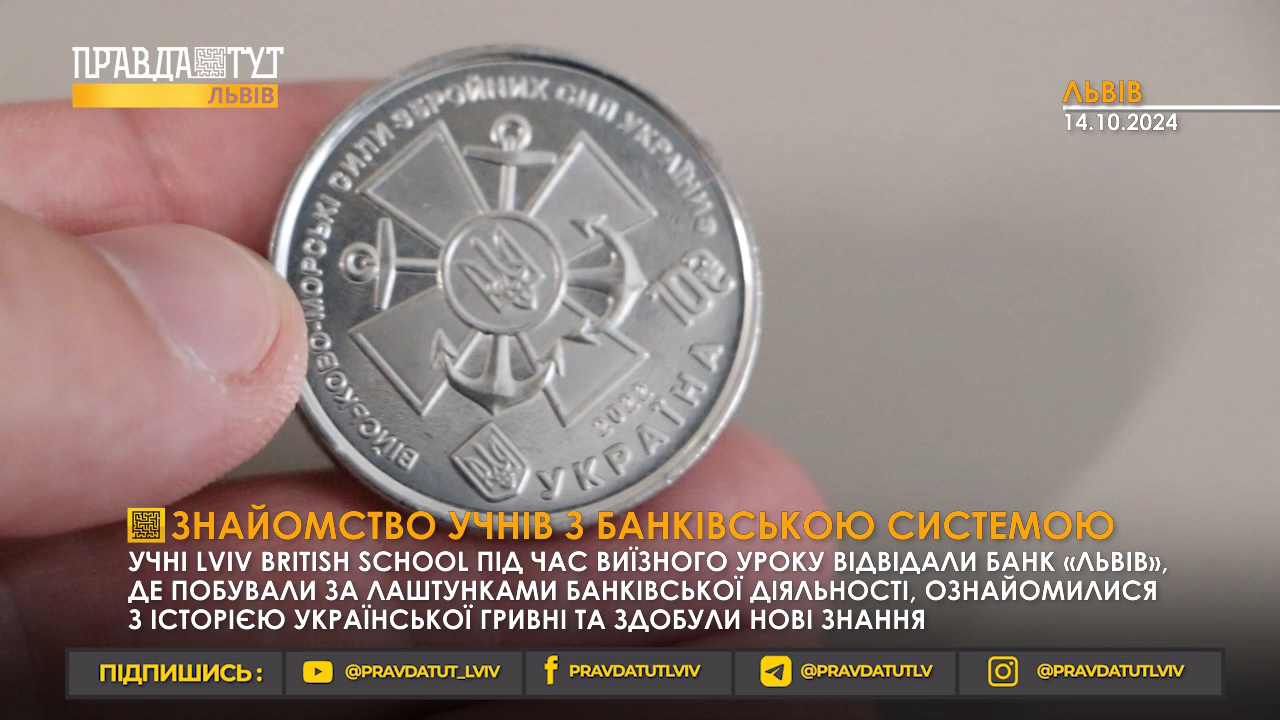 ПРАВДА ТУТ
ЛЬВІВ
ЛЬВІВ
14.10.2024
ВІЙСЬКОВО-МОРСЬКІ СИЛИ ЗБРОЙНИХ СИЛ УКРАЇНИ
10₴
2022
УКРАЇНА
ЗНАЙОМСТВО УЧНІВ З БАНКІВСЬКОЮ СИСТЕМОЮ
УЧНІ LVIV BRITISH SCHOOL ПІД ЧАС ВИЇЗНОГО УРОКУ ВІДВІДАЛИ БАНК «ЛЬВІВ»,
ДЕ ПОБУВАЛИ ЗА ЛАШТУНКАМИ БАНКІВСЬКОЇ ДІЯЛЬНОСТІ, ОЗНАЙОМИЛИСЯ
З ІСТОРІЄЮ УКРАЇНСЬКОЇ ГРИВНІ ТА ЗДОБУЛИ НОВІ ЗНАННЯ
ПІДПИШИСЬ: @PRAVDATUT_LVIV PRAVDATUTLVIV @PRAVDATUTLV @PRAVDATUTLVIV